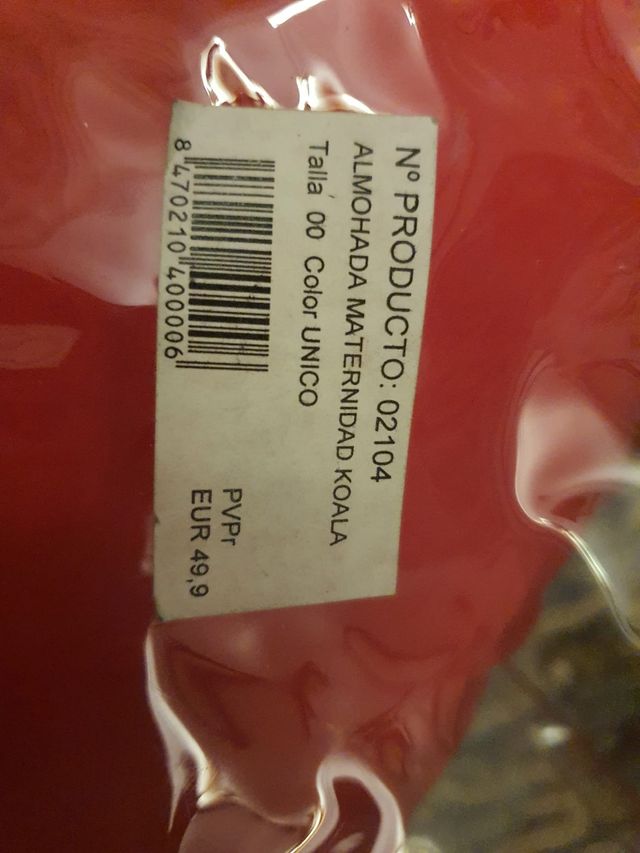 Nº PRODUCTO: 02104
ALMOHADA MATERNIDAD KOALA
Talla 00 Color UNICO
8 470210 400006
PVPr
EUR 49,9